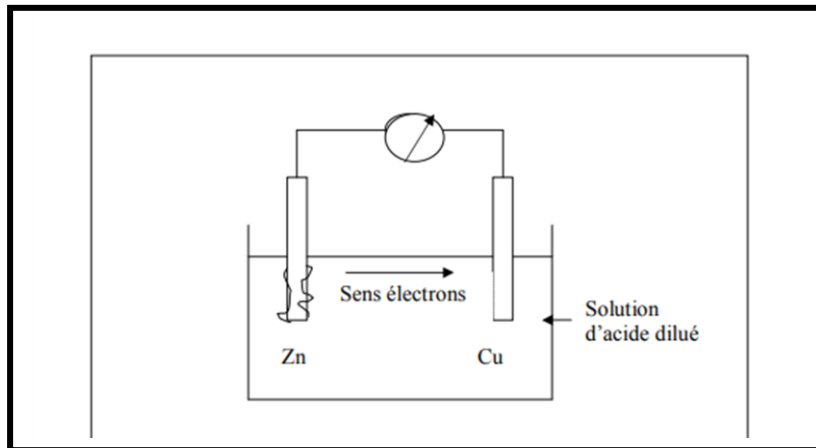 Sens électrons
Solution
d'acide dilué
Zn
Cu